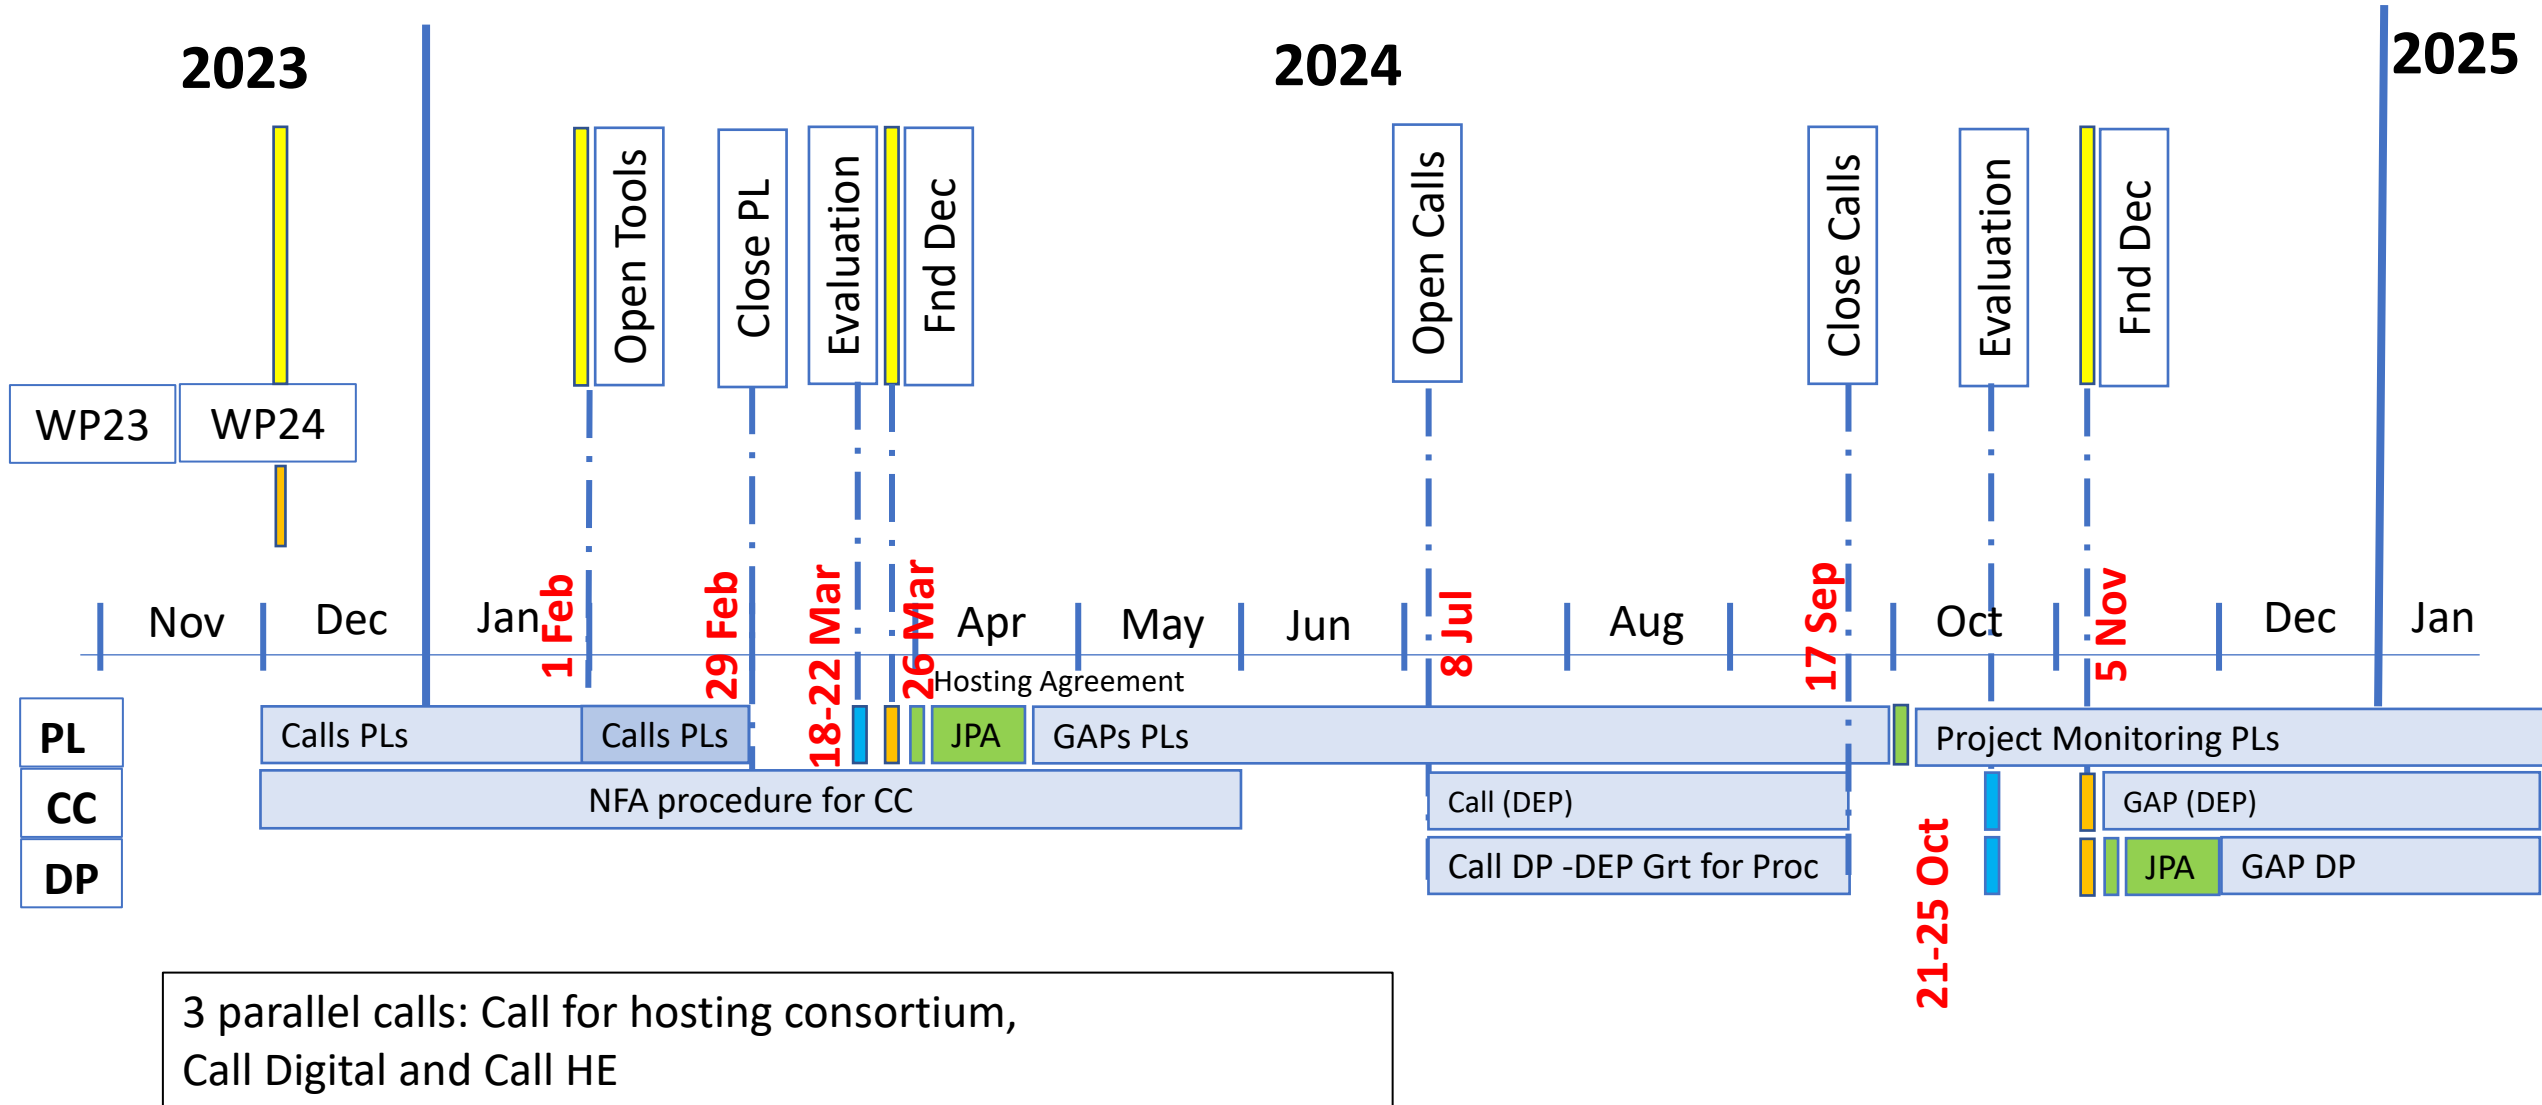 2023
2024
2025
Open Tools
Close PL
Evaluation
Fnd Dec
Open Calls
Close Calls
Evaluation
Fnd Dec
WP23
WP24
1 Feb
29 Feb
18-22 Mar
26 Mar
8 Jul
17 Sep
5 Nov
Nov
Dec
Jan
Apr
May
Jun
Aug
Oct
Dec
Jan
Hosting Agreement
PL
Calls PLs
Calls PLs
JPA
GAPs PLs
Project Monitoring PLs
CC
NFA procedure for CC
Call (DEP)
GAP (DEP)
DP
Call DP -DEP Grt for Proc
21-25 Oct
JPA
GAP DP
3 parallel calls: Call for hosting consortium,
Call Digital and Call HE